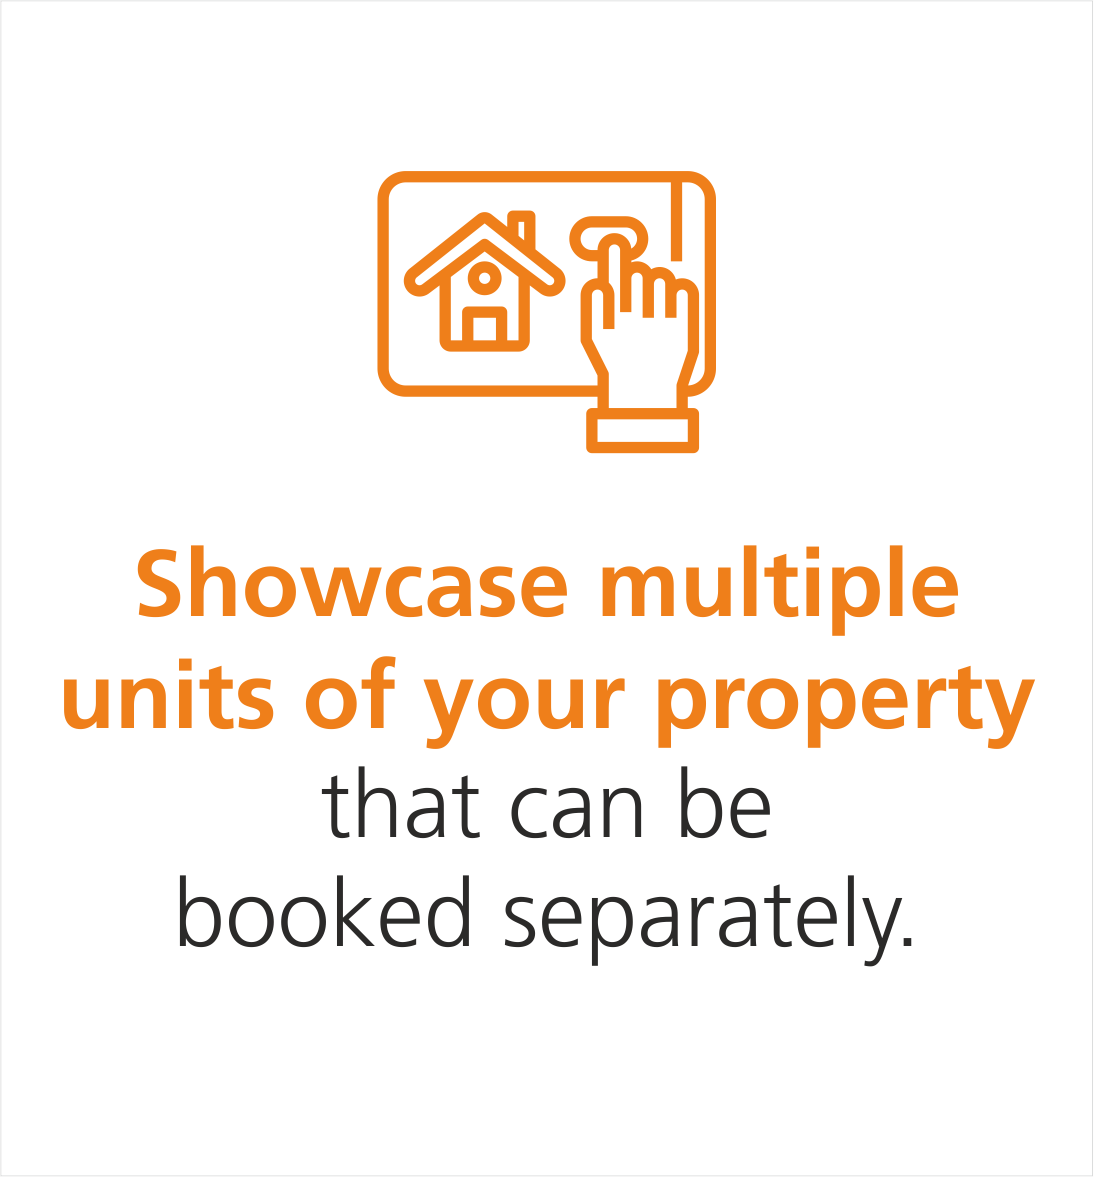 Showcase multiple
units of your property
that can be
booked separately.